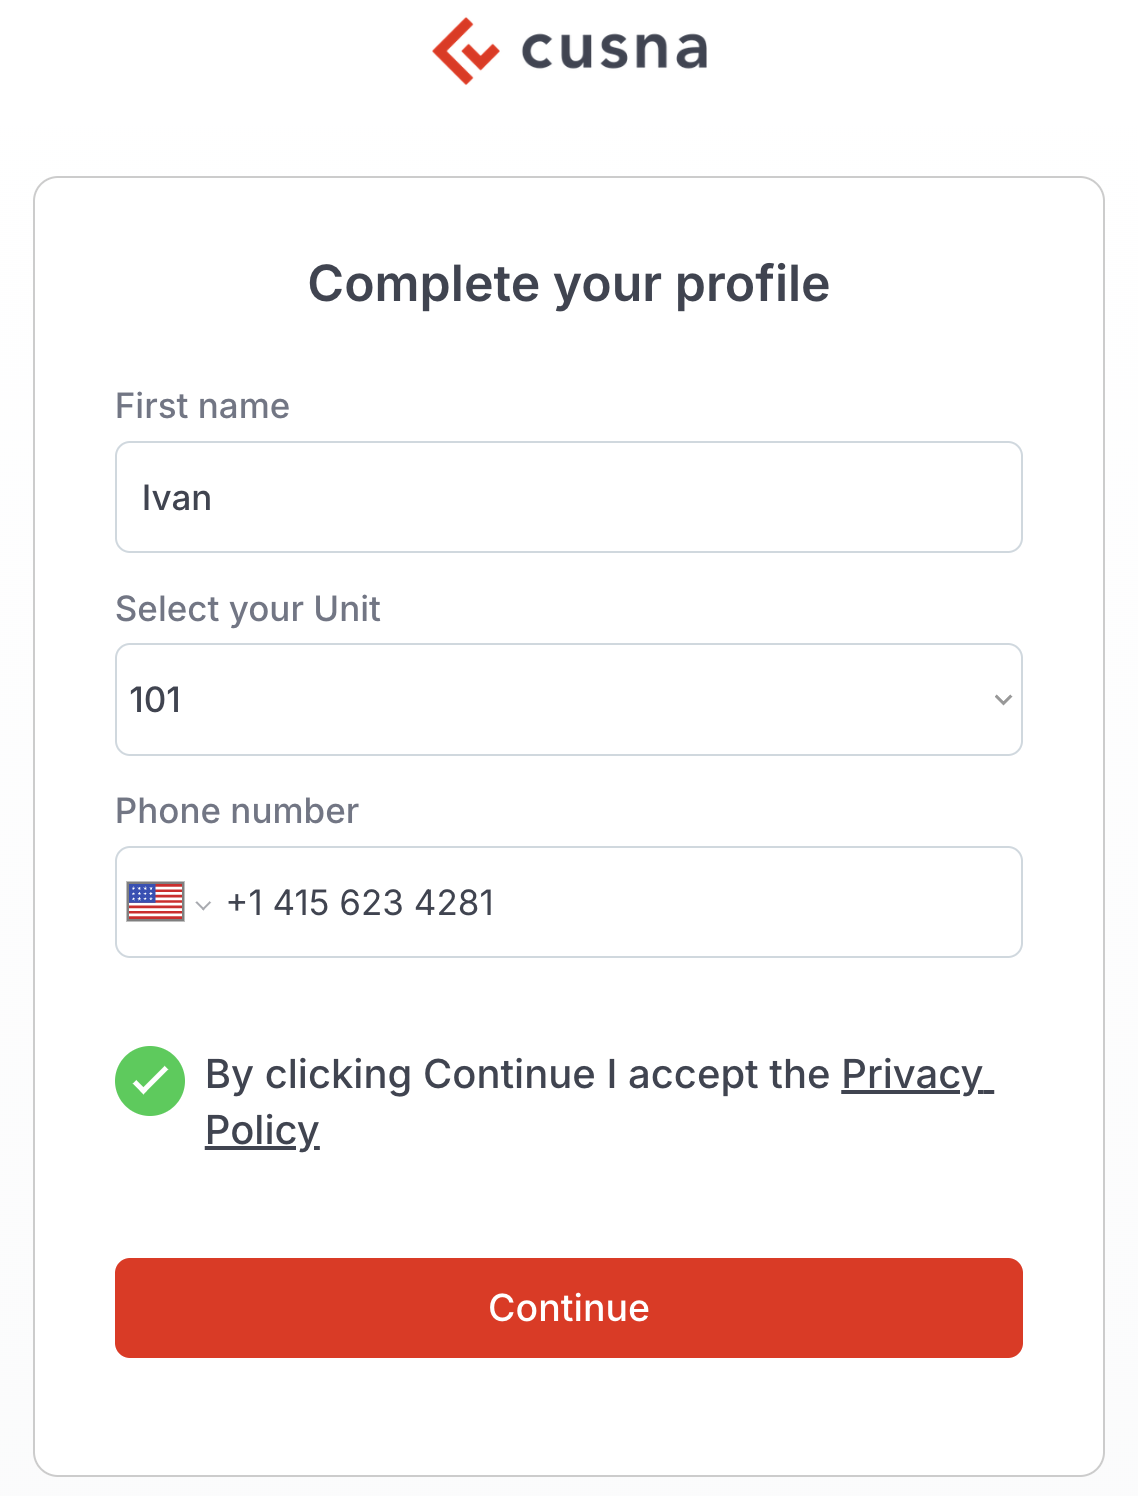 cusna
Complete your profile
First name
Ivan
Select your Unit
101
Phone number
+1 415 623 4281
By clicking Continue I accept the Privacy
Policy
Continue